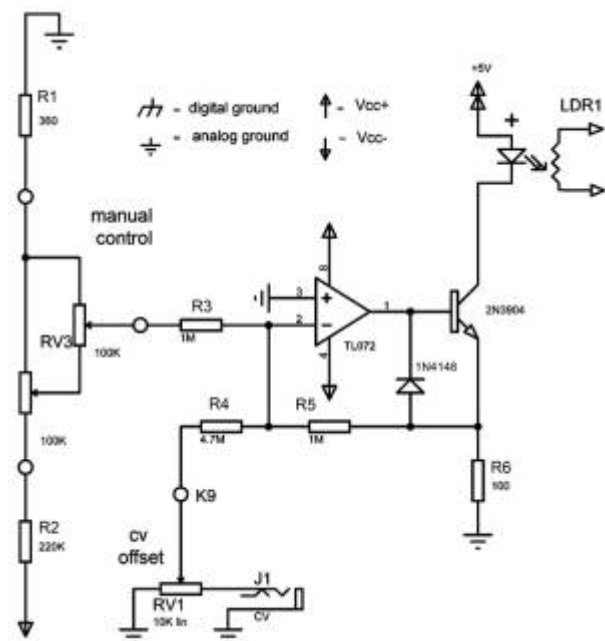 R1
360
- digital ground
- analog ground
- Vcc+
- Vcc-
+5V
LDR1
+
manual
control
RV3
100K
100K
R3
1M
3
2
8
4
1
+
-
TL072
2N3904
1N4148
R4
4.7M
R5
1M
R6
100
K9
R2
220K
cv
offset
RV1
10K lin
J1
CV